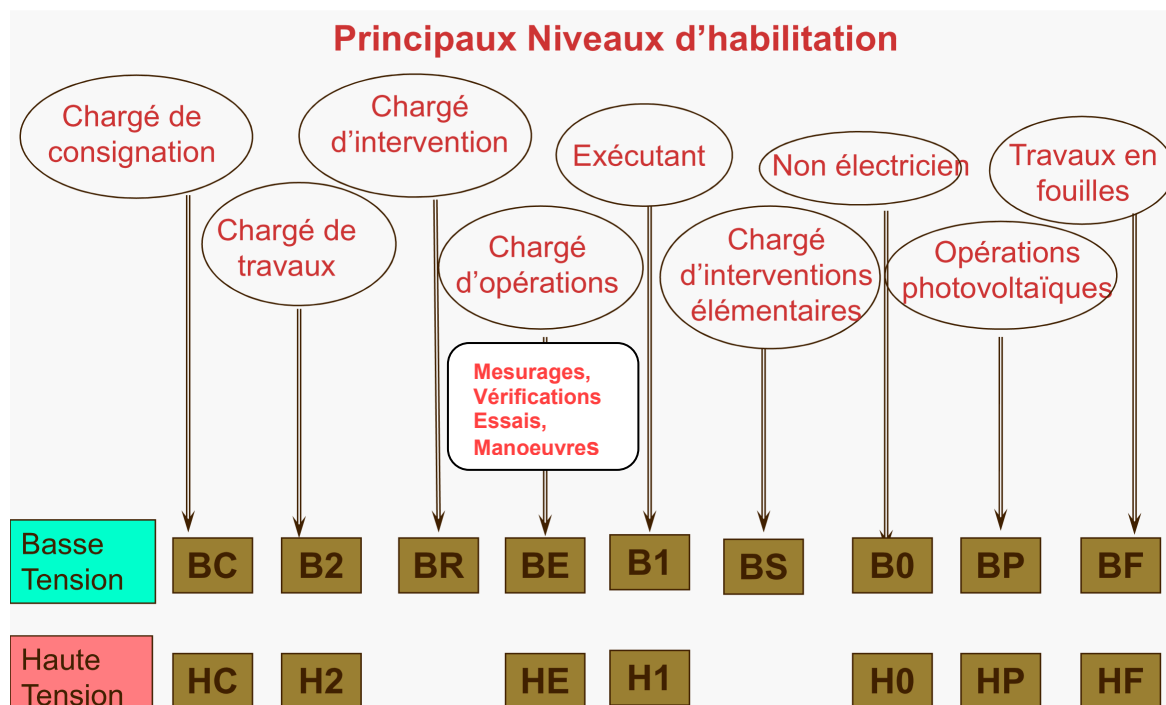 Principaux Niveaux d’habilitation
Chargé de
consignation
Chargé de
travaux
Chargé
d’intervention
Chargé
d’opérations
Mesurages,
Vérifications
Essais,
Manoeuvres
Exécutant
Chargé
d’interventions
élémentaires
Non électricien
Opérations
photovoltaïques
Travaux en
fouilles
Basse
Tension
BC B2 BR BE B1 BS B0 BP BF
Haute
Tension
HC H2 HE H1 H0 HP HF